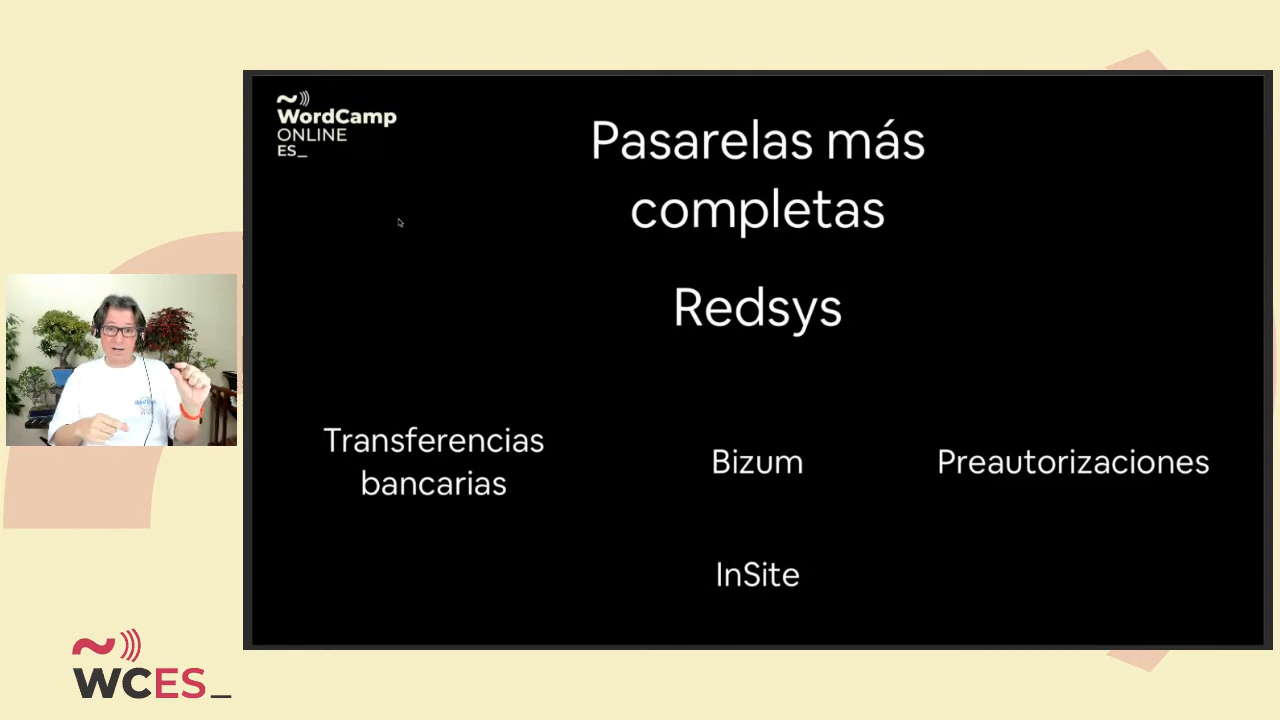 WordCamp
ONLINE
ES_
Pasarelas más
completas
Redsys
Transferencias
bancarias
Bizum
Preautorizaciones
InSite
WCES_